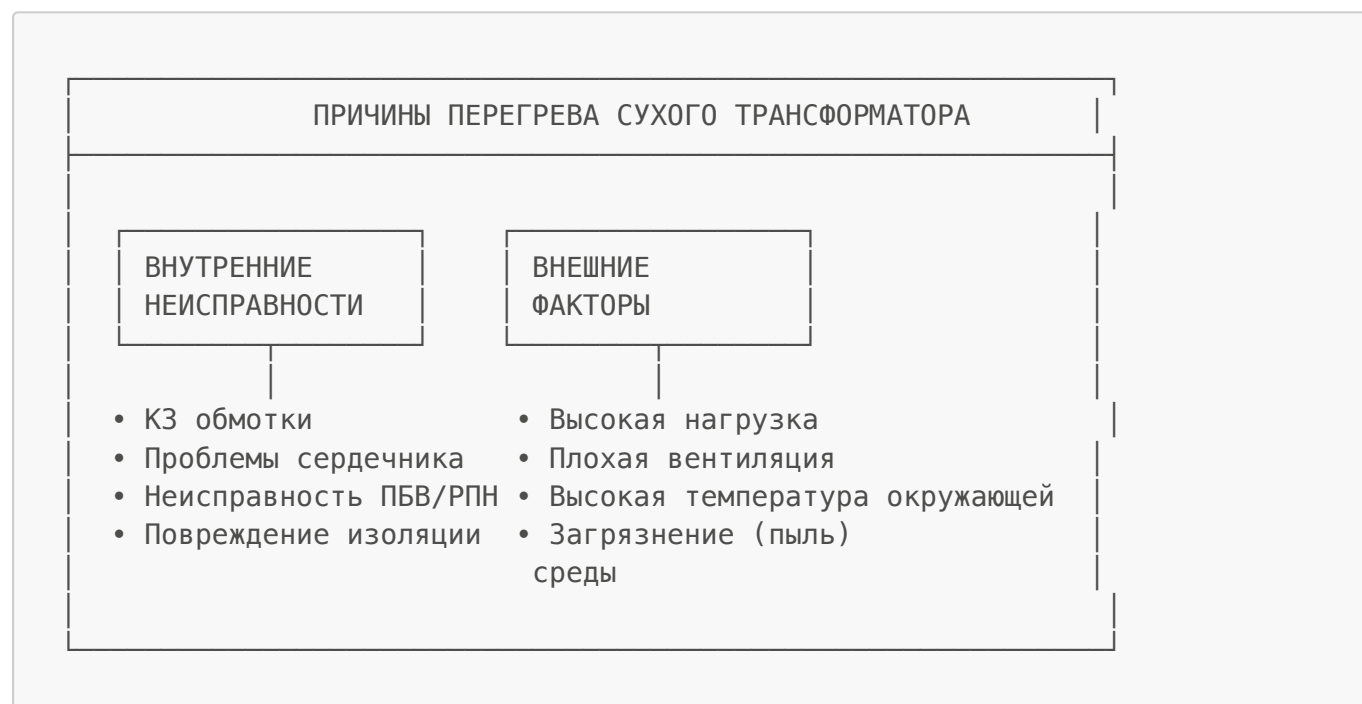 ПРИЧИНЫ ПЕРЕГРЕВА СУХОГО ТРАНСФОРМАТОРА
ВНУТРЕННИЕ ВНЕШНИЕ
НЕИСПРАВНОСТИ ФАКТОРЫ
• КЗ обмотки • Высокая нагрузка
• Проблемы сердечника • Плохая вентиляция
• Неисправность ПБВ/РПН • Высокая температура окружающей
• Повреждение изоляции • Загрязнение (пыль)
среды